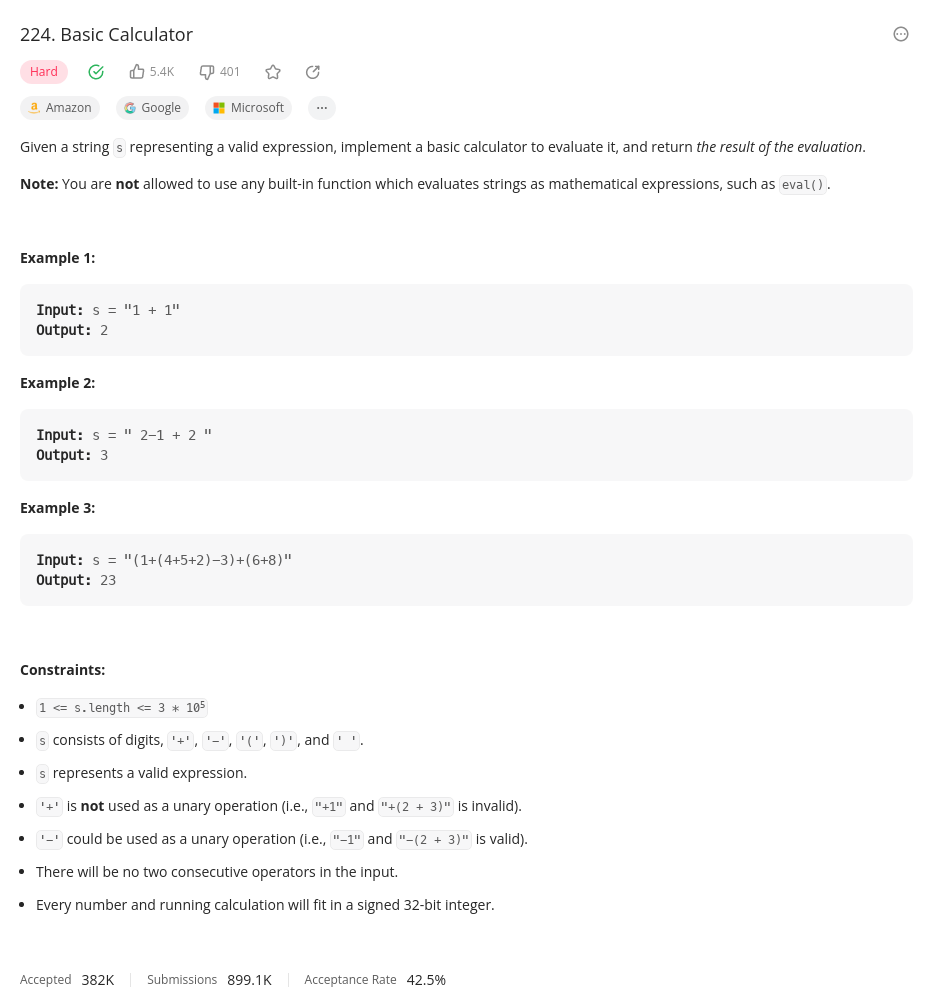 224. Basic Calculator
Hard 5.4K 401
Amazon Google Microsoft ...
Given a string s representing a valid expression, implement a basic calculator to evaluate it, and return the result of the evaluation.
Note: You are not allowed to use any built-in function which evaluates strings as mathematical expressions, such as eval().
Example 1:
Input: s = "1 + 1"
Output: 2
Example 2:
Input: s = " 2-1 + 2 "
Output: 3
Example 3:
Input: s = "(1+(4+5+2)-3)+(6+8)"
Output: 23
Constraints:
1 <= s.length <= 3 * 10⁵
s consists of digits, '+', '-', '(', ')', and ' '.
s represents a valid expression.
'+' is not used as a unary operation (i.e., "+1" and "+(2 + 3)" is invalid).
'-' could be used as a unary operation (i.e., "-1" and "-(2 + 3)" is valid).
There will be no two consecutive operators in the input.
Every number and running calculation will fit in a signed 32-bit integer.
Accepted 382K Submissions 899.1K Acceptance Rate 42.5%